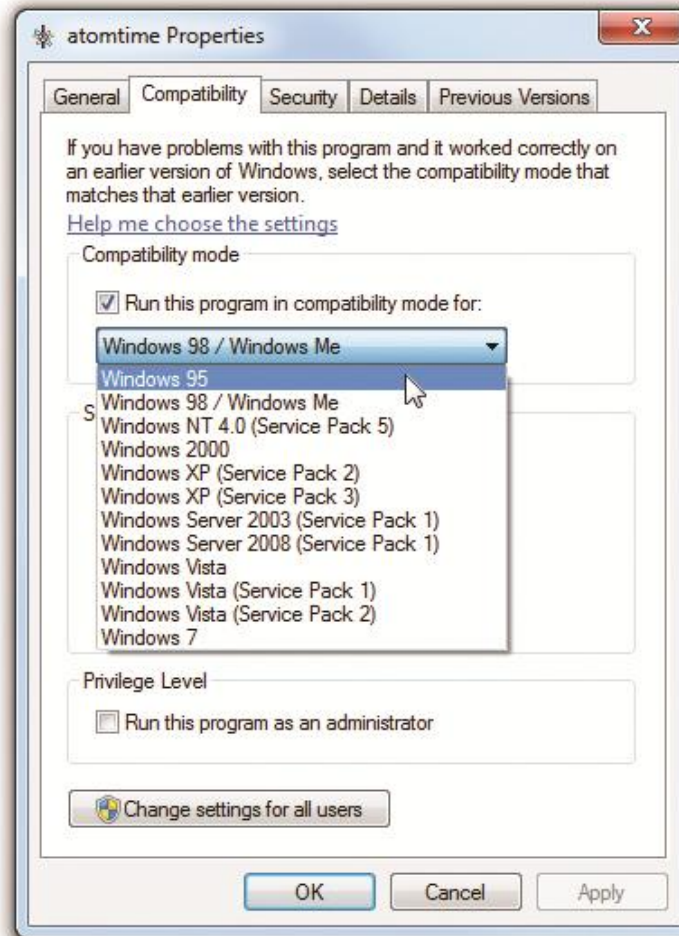 atomtime Properties
General Compatibility Security Details Previous Versions
If you have problems with this program and it worked correctly on
an earlier version of Windows, select the compatibility mode that
matches that earlier version.
Help me choose the settings
Compatibility mode
Run this program in compatibility mode for:
Windows 98 / Windows Me
Windows 95
S
Windows 98 / Windows Me
Windows NT 4.0 (Service Pack 5)
Windows 2000
Windows XP (Service Pack 2)
Windows XP (Service Pack 3)
Windows Server 2003 (Service Pack 1)
Windows Server 2008 (Service Pack 1)
Windows Vista
Windows Vista (Service Pack 1)
Windows Vista (Service Pack 2)
Windows 7
Privilege Level
Run this program as an administrator
Change settings for all users
OK Cancel Apply